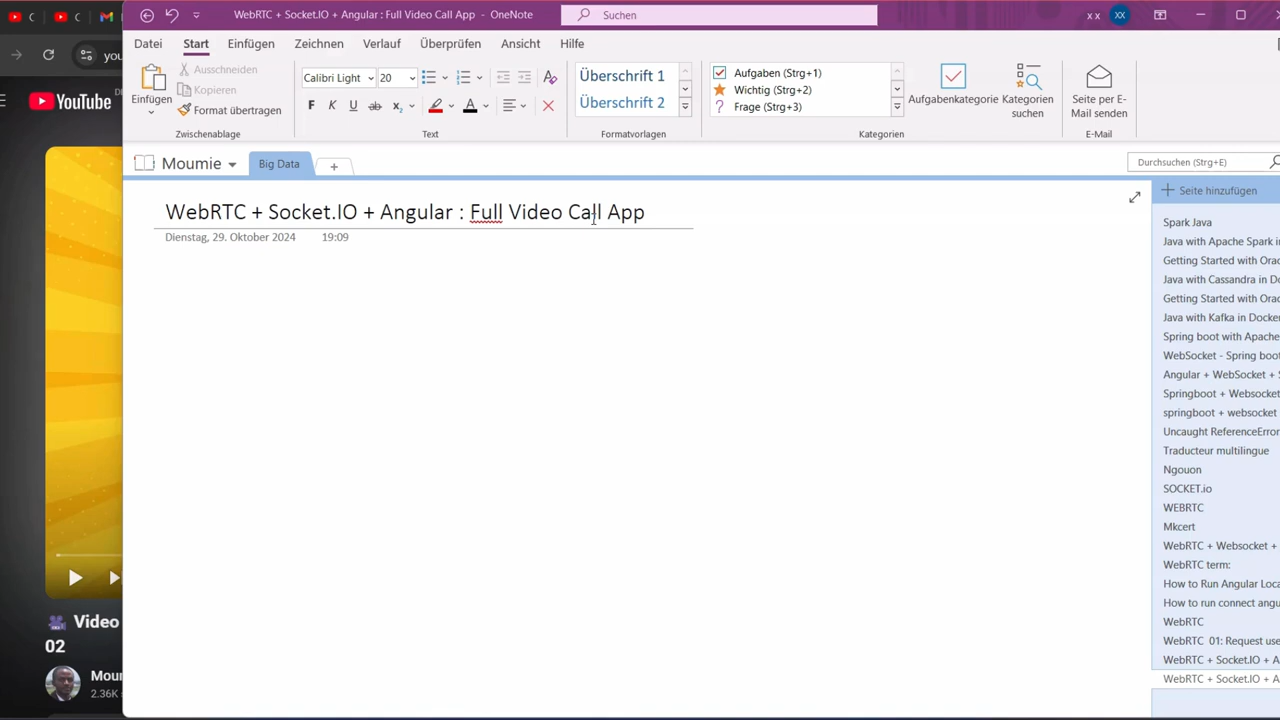 WebRTC + Socket.IO + Angular : Full Video Call App - OneNote
Suchen
x x
XX
Datei Start Einfügen Zeichnen Verlauf Überprüfen Ansicht Hilfe
Einfügen
Ausschneiden
Kopieren
Format übertragen
Zwischenablage
Calibri Light 20
F K U ab x₂ A
Text
Überschrift 1
Überschrift 2
Formatvorlagen
Aufgaben (Strg+1)
Wichtig (Strg+2)
? Frage (Strg+3)
Aufgabenkategorie
Kategorien suchen
Kategorien
Seite per E-Mail senden
E-Mail
Moumie
Big Data
+
Durchsuchen (Strg+E)
WebRTC + Socket.IO + Angular : Full Video Call App
Dienstag, 29. Oktober 2024 19:09
Seite hinzufügen
Spark Java
Java with Apache Spark in
Getting Started with Orac
Java with Cassandra in Do
Getting Started with Orac
Java with Kafka in Docker
Spring boot with Apache
WebSocket - Spring boot
Angular + WebSocket + S
Springboot + Websocket
springboot + websocket
Uncaught ReferenceError
Traducteur multilingue
Ngouon
SOCKET.io
WEBRTC
Mkcert
WebRTC + Websocket +
WebRTC term:
How to Run Angular Loca
How to run connect angu
WebRTC
WebRTC 01: Request use
WebRTC + Socket.IO + A
WebRTC + Socket.IO + A
you
YouTube
Video
02
Moum
2.36K s